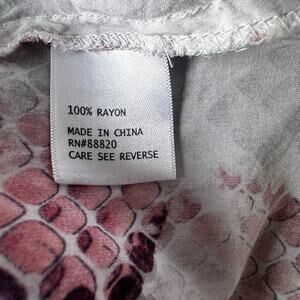 100% RAYON
MADE IN CHINA
RN#88820
CARE SEE REVERSE